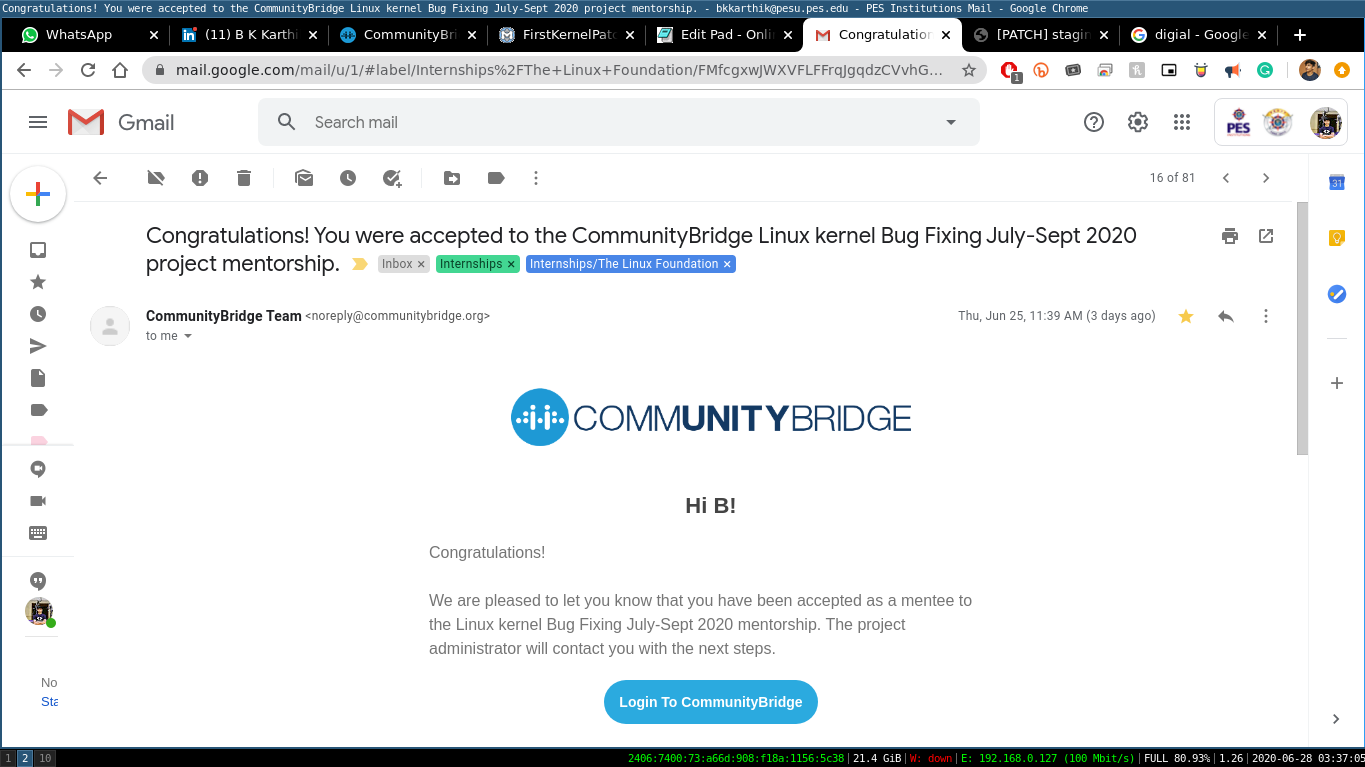 Congratulations! You were accepted to the CommunityBridge Linux kernel Bug Fixing July-Sept 2020 project mentorship. - bkkarthik@pesu.pes.edu - PES Institutions Mail - Google Chrome
WhatsApp
(11) B K Karthi
CommunityBri
FirstKernelPatc
Edit Pad - Onli
Congratulation
[PATCH] stagin
digial - Google
mail.google.com/mail/u/1/#label/Internships%2FThe+Linux+Foundation/FMfcgxwJWXVFLFFrqJgqdzCVvhG...
1
Gmail
Search mail
PES
16 of 81
31
Congratulations! You were accepted to the CommunityBridge Linux kernel Bug Fixing July-Sept 2020
project mentorship.
Inbox ×
Internships ×
Internships/The Linux Foundation ×
CommunityBridge Team <noreply@communitybridge.org>
Thu, Jun 25, 11:39 AM (3 days ago)
to me
COMMUNITYBRIDGE
Hi B!
Congratulations!
We are pleased to let you know that you have been accepted as a mentee to
the Linux kernel Bug Fixing July-Sept 2020 mentorship. The project
administrator will contact you with the next steps.
No
Sta
Login To CommunityBridge
1 2 10
2406:7400:73:a66d:908:f18a:1156:5c38|21.4 GiB|W: down|E: 192.168.0.127 (100 Mbit/s)|FULL 80.93%|1.26|2020-06-28 03:37:05